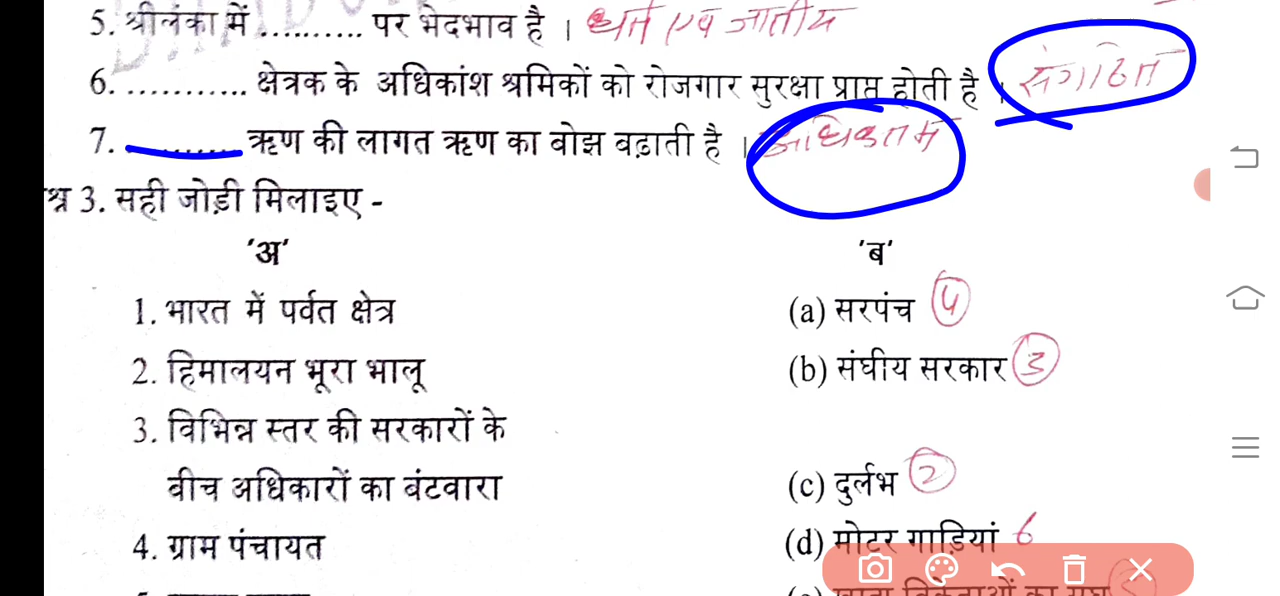 5. श्रीलंका में ........... पर भेदभाव है । धर्म एवं जातीय
6. ............ क्षेत्रक के अधिकांश श्रमिकों को रोजगार सुरक्षा प्राप्त होती है । संगठित
7. ............ ऋण की लागत ऋण का बोझ बढ़ाती है । अधिकतम
श्न 3. सही जोड़ी मिलाइए -
'अ' 'ब'
1. भारत में पर्वत क्षेत्र (a) सरपंच 4
2. हिमालयन भूरा भालू (b) संघीय सरकार 3
3. विभिन्न स्तर की सरकारों के
बीच अधिकारों का बंटवारा (c) दुर्लभ 2
4. ग्राम पंचायत (d) मोटर गाड़ियां 6